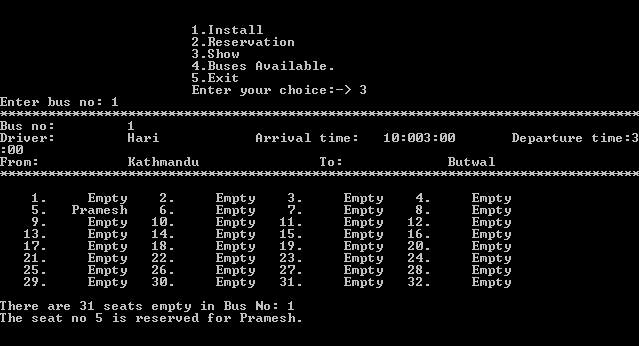 1.Install
2.Reservation
3.Show
4.Buses Available.
5.Exit
Enter your choice:-> 3
Enter bus no: 1
********************************************************************************
Bus no: 1
Driver: Hari Arrival time: 10:003:00 Departure time:3
:00
From: Kathmandu To: Butwal
********************************************************************************
1. Empty 2. Empty 3. Empty 4. Empty
5. Pramesh 6. Empty 7. Empty 8. Empty
9. Empty 10. Empty 11. Empty 12. Empty
13. Empty 14. Empty 15. Empty 16. Empty
17. Empty 18. Empty 19. Empty 20. Empty
21. Empty 22. Empty 23. Empty 24. Empty
25. Empty 26. Empty 27. Empty 28. Empty
29. Empty 30. Empty 31. Empty 32. Empty
There are 31 seats empty in Bus No: 1
The seat no 5 is reserved for Pramesh.